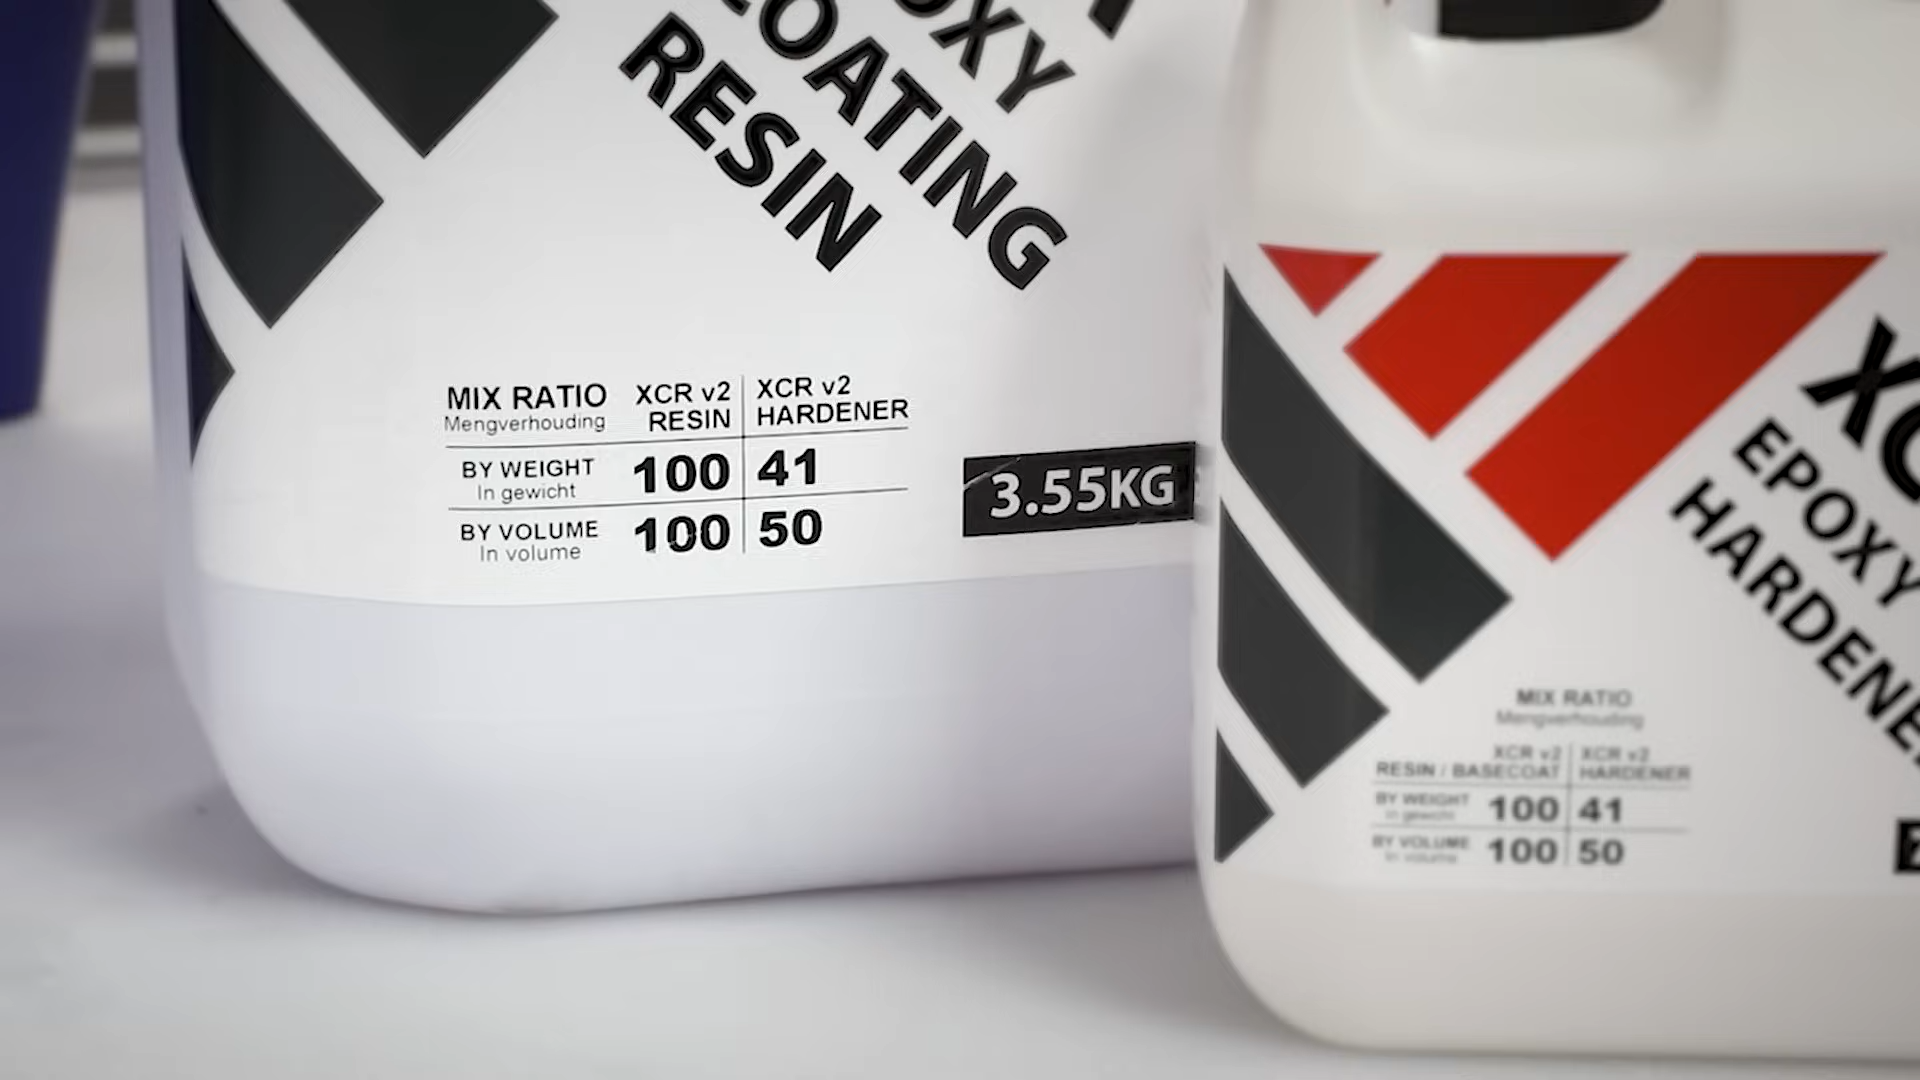 OXY
OATING
RESIN
MIX RATIO
Mengverhouding
XCR v2
RESIN
XCR v2
HARDENER
BY WEIGHT
In gewicht
100
41
BY VOLUME
In volume
100
50
3.55KG
XC
EPOXY
HARDENE
MIX RATIO
Mengverhouding
XCR v2
RESIN / BASECOAT
XCR v2
HARDENER
BY WEIGHT
In gewicht
100
41
BY VOLUME
In volume
100
50